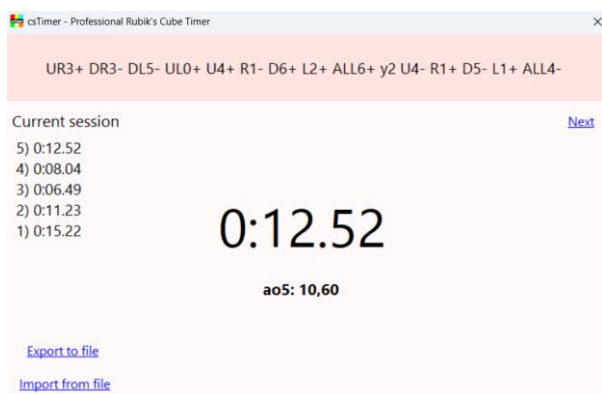 csTimer - Professional Rubik's Cube Timer
UR3+ DR3- DL5- UL0+ U4+ R1- D6+ L2+ ALL6+ y2 U4- R1+ D5- L1+ ALL4-
Current session
Next
5) 0:12.52
4) 0:08.04
3) 0:06.49
2) 0:11.23
1) 0:15.22
0:12.52
ao5: 10,60
Export to file
Import from file